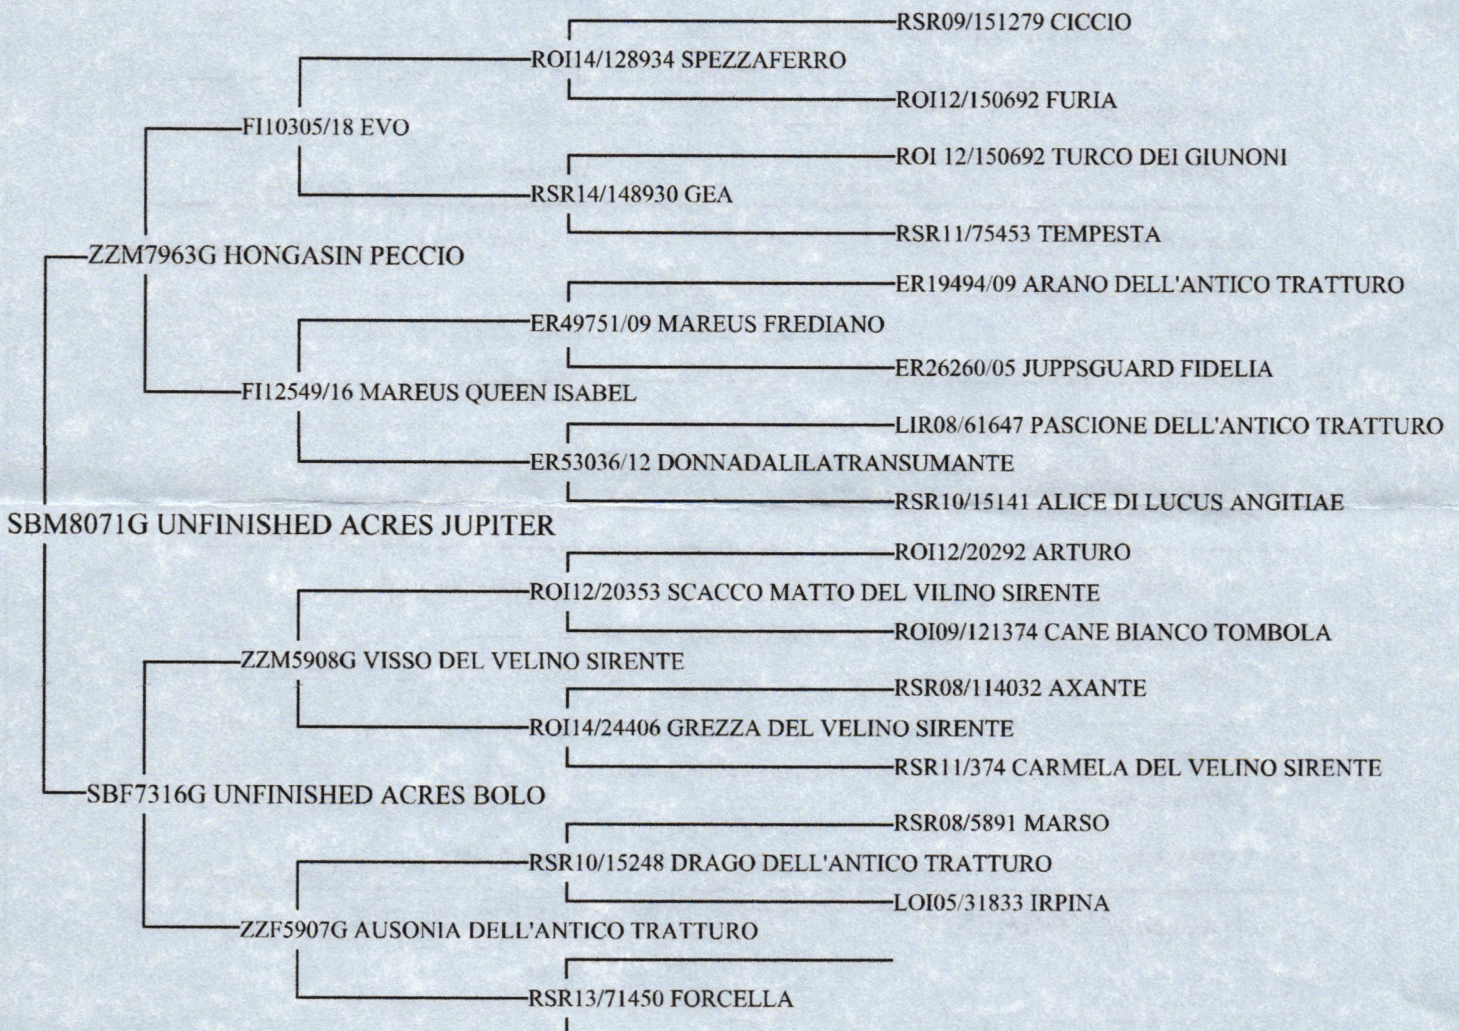 RSR09/151279 CICCIO
ROI14/128934 SPEZZAFERRO
ROI12/150692 FURIA
FI10305/18 EVO
ROI 12/150692 TURCO DEI GIUNONI
RSR14/148930 GEA
RSR11/75453 TEMPESTA
ZZM7963G HONGASIN PECCIO
ER19494/09 ARANO DELL'ANTICO TRATTURO
ER49751/09 MAREUS FREDIANO
ER26260/05 JUPPSGUARD FIDELIA
FI12549/16 MAREUS QUEEN ISABEL
LIR08/61647 PASCIONE DELL'ANTICO TRATTURO
ER53036/12 DONNADALILATRANSUMANTE
RSR10/15141 ALICE DI LUCUS ANGITIAE
SBM8071G UNFINISHED ACRES JUPITER
ROI12/20292 ARTURO
ROI12/20353 SCACCO MATTO DEL VILINO SIRENTE
ROI09/121374 CANE BIANCO TOMBOLA
ZZM5908G VISSO DEL VELINO SIRENTE
RSR08/114032 AXANTE
ROI14/24406 GREZZA DEL VELINO SIRENTE
RSR11/374 CARMELA DEL VELINO SIRENTE
SBF7316G UNFINISHED ACRES BOLO
RSR08/5891 MARSO
RSR10/15248 DRAGO DELL'ANTICO TRATTURO
LOI05/31833 IRPINA
ZZF5907G AUSONIA DELL'ANTICO TRATTURO
RSR13/71450 FORCELLA